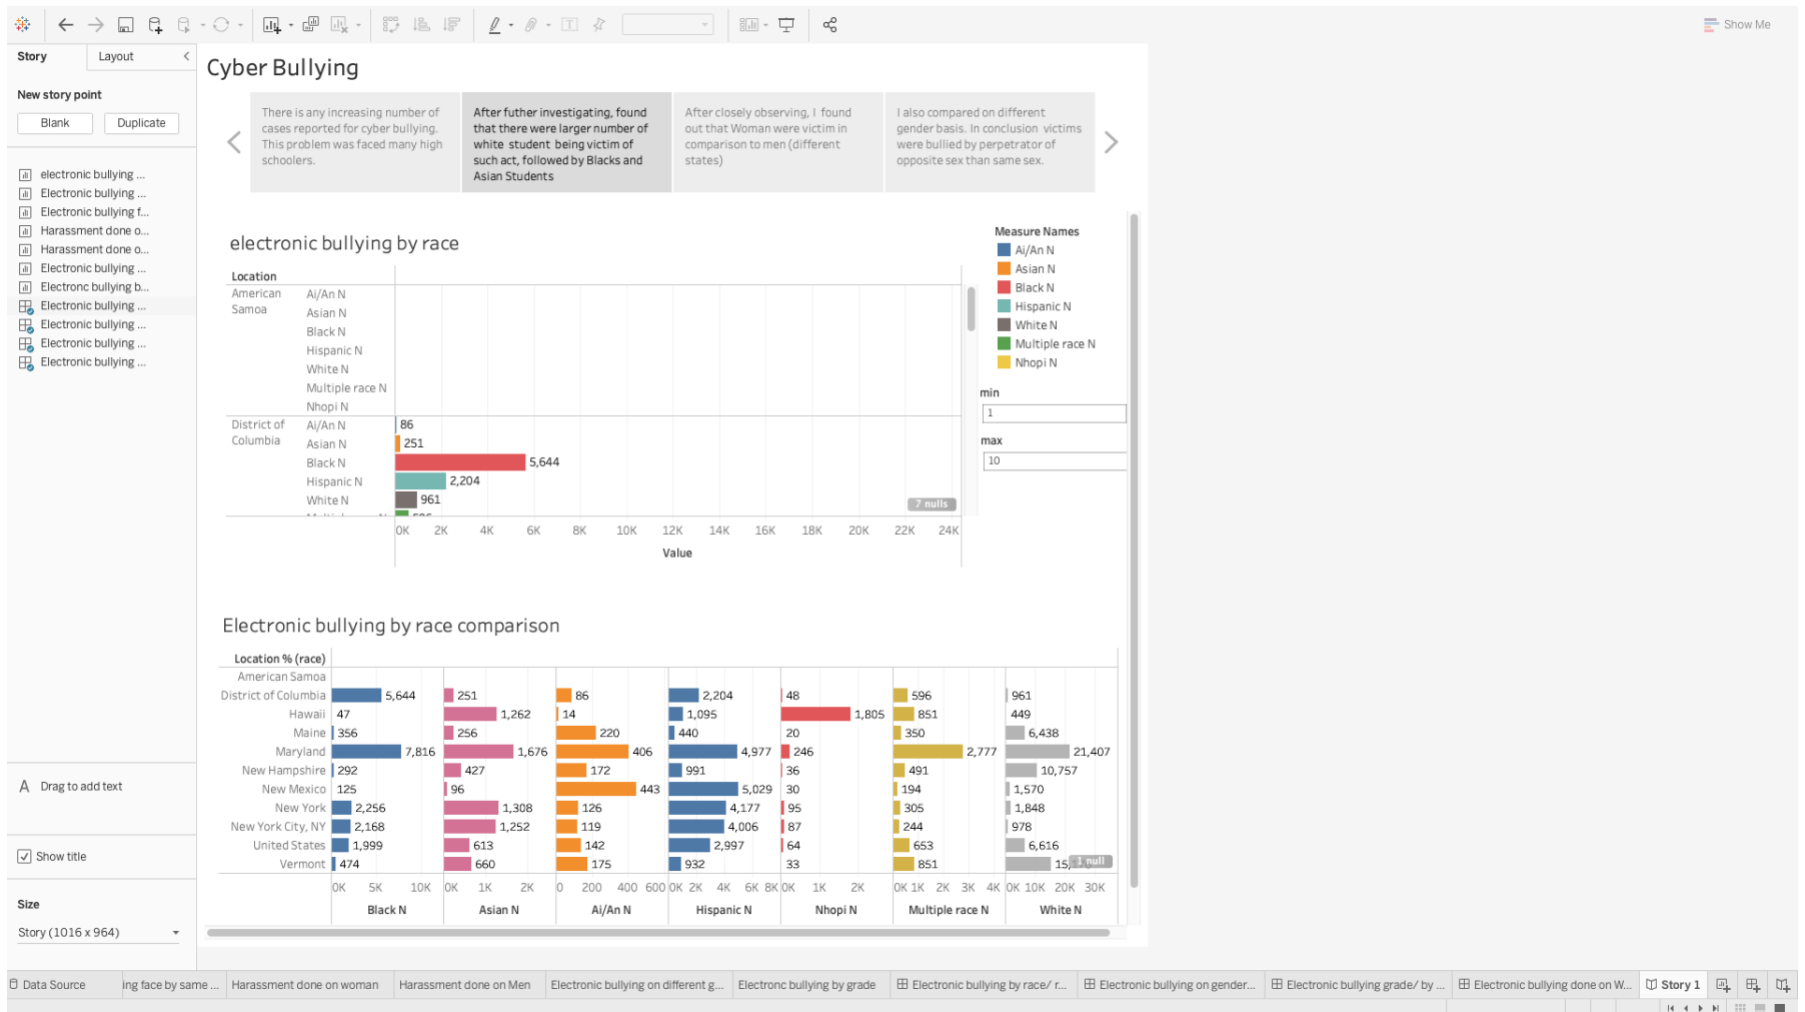 Show Me
Story
Layout
New story point
Blank
Duplicate
electronic bullying ...
Electronic bullying ...
Electronic bullying f...
Harassment done o...
Harassment done o...
Electronic bullying ...
Electronc bullying b...
Electronic bullying ...
Electronic bullying ...
Electronic bullying ...
Electronic bullying ...
A Drag to add text
Show title
Size
Story (1016 x 964)
Cyber Bullying
There is any increasing number of
cases reported for cyber bullying.
This problem was faced many high
schoolers.
After futher investigating, found
that there were larger number of
white student being victim of
such act, followed by Blacks and
Asian Students
After closely observing, I found
out that Woman were victim in
comparison to men (different
states)
I also compared on different
gender basis. In conclusion victims
were bullied by perpetrator of
opposite sex than same sex.
electronic bullying by race
Location
American Samoa
Ai/An N
Asian N
Black N
Hispanic N
White N
Multiple race N
Nhopi N
District of Columbia
Ai/An N 86
Asian N 251
Black N 5,644
Hispanic N 2,204
White N 961
7 nulls
0K 2K 4K 6K 8K 10K 12K 14K 16K 18K 20K 22K 24K
Value
Measure Names
Ai/An N
Asian N
Black N
Hispanic N
White N
Multiple race N
Nhopi N
min
1
max
10
Electronic bullying by race comparison
Location % (race)
American Samoa
District of Columbia 5,644 251 86 2,204 48 596 961
Hawaii 47 1,262 14 1,095 1,805 851 449
Maine 356 256 220 440 20 350 6,438
Maryland 7,816 1,676 406 4,977 246 2,777 21,407
New Hampshire 292 427 172 991 36 491 10,757
New Mexico 125 96 443 5,029 30 194 1,570
New York 2,256 1,308 126 4,177 95 305 1,848
New York City, NY 2,168 1,252 119 4,006 87 244 978
United States 1,999 613 142 2,997 64 653 6,616
Vermont 474 660 175 932 33 851 15,
1 null
0K 5K 10K 0K 1K 2K 0 200 400 600 0K 2K 4K 6K 8K 0K 1K 2K 0K 1K 2K 3K 4K 0K 10K 20K 30K
Black N Asian N Ai/An N Hispanic N Nhopi N Multiple race N White N
Data Source
ing face by same ...
Harassment done on woman
Harassment done on Men
Electronic bullying on different g...
Electronc bullying by grade
Electronic bullying by race/ r...
Electronic bullying on gender...
Electronic bullying grade/ by ...
Electronic bullying done on W...
Story 1